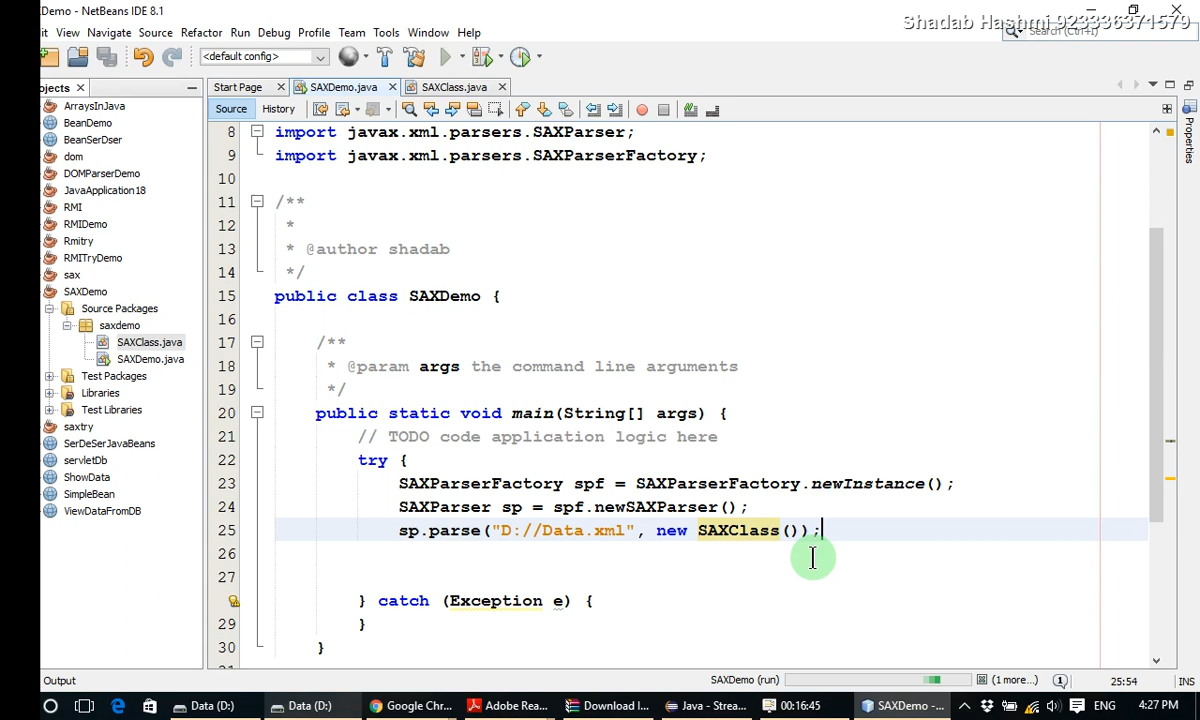 Demo - NetBeans IDE 8.1
Shadab Hashmi 923336371579
it View Navigate Source Refactor Run Debug Profile Team Tools Window Help
Search (Ctrl+I)
<default config>
ojects
Start Page
SAXDemo.java
SAXClass.java
Source
History
ArraysInJava
BeanDemo
BeanSerDser
dom
DOMParserDemo
JavaApplication18
RMI
RMIDemo
Rmitry
RMITryDemo
sax
SAXDemo
Source Packages
saxdemo
SAXClass.java
SAXDemo.java
Test Packages
Libraries
Test Libraries
saxtry
SerDeSerJavaBeans
servletDb
ShowData
SimpleBean
ViewDataFromDB
8 import javax.xml.parsers.SAXParser;
9 import javax.xml.parsers.SAXParserFactory;
10
11 /**
12 *
13 * @author shadab
14 */
15 public class SAXDemo {
16
17 /**
18 * @param args the command line arguments
19 */
20 public static void main(String[] args) {
21 // TODO code application logic here
22 try {
23 SAXParserFactory spf = SAXParserFactory.newInstance();
24 SAXParser sp = spf.newSAXParser();
25 sp.parse("D://Data.xml", new SAXClass());
26
27
} catch (Exception e) {
29 }
30 }
Properties
Output
SAXDemo (run)
(1 more...)
1
25:54
INS
Data (D:)
Data (D:)
Google Chr...
Adobe Rea...
Download I...
Java - Strea...
00:16:45
SAXDemo -...
ENG
4:27 PM